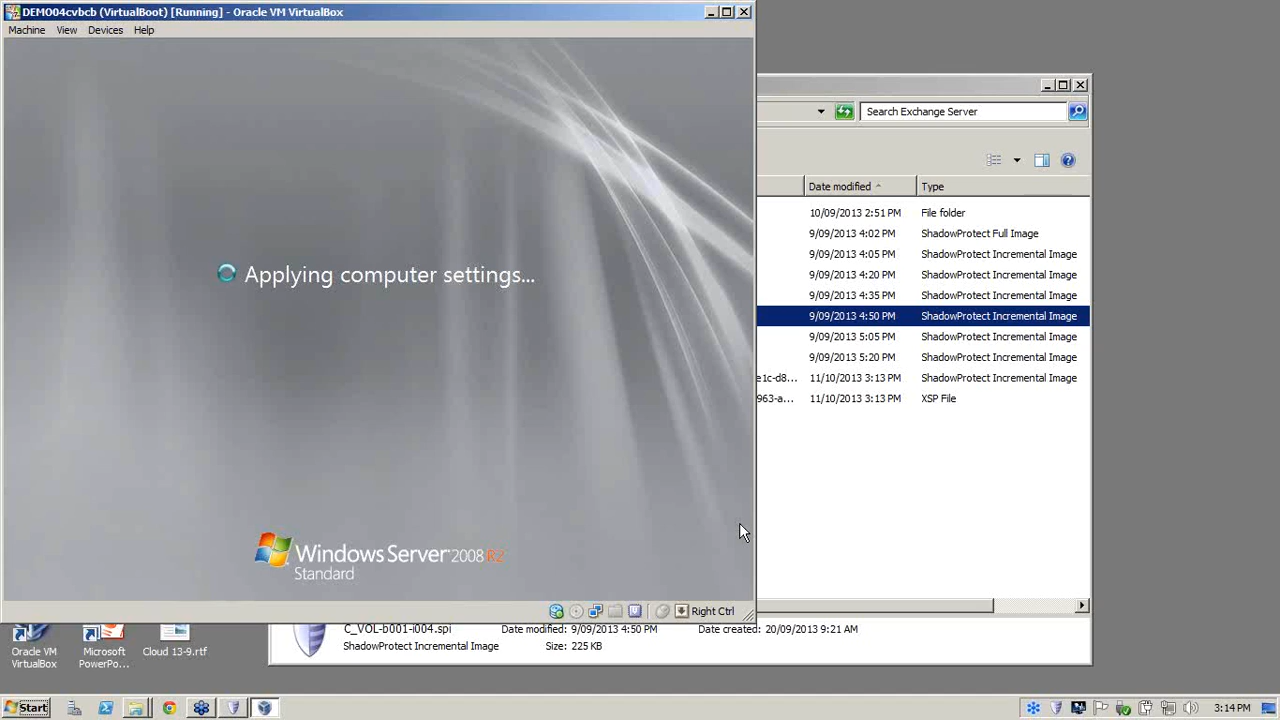 DEMO04cvbcb (VirtualBoot) [Running] - Oracle VM VirtualBox
Machine View Devices Help
Applying computer settings...
Windows Server 2008 R2
Standard
Right Ctrl
Search Exchange Server
Date modified Type
10/09/2013 2:51 PM File folder
9/09/2013 4:02 PM ShadowProtect Full Image
9/09/2013 4:05 PM ShadowProtect Incremental Image
9/09/2013 4:20 PM ShadowProtect Incremental Image
9/09/2013 4:35 PM ShadowProtect Incremental Image
9/09/2013 4:50 PM ShadowProtect Incremental Image
9/09/2013 5:05 PM ShadowProtect Incremental Image
9/09/2013 5:20 PM ShadowProtect Incremental Image
e1c-d8... 11/10/2013 3:13 PM ShadowProtect Incremental Image
963-a... 11/10/2013 3:13 PM XSP File
C_VOL-b001-i004.spi Date modified: 9/09/2013 4:50 PM Date created: 20/09/2013 9:21 AM
ShadowProtect Incremental Image Size: 225 KB
Oracle VM
VirtualBox
Microsoft
PowerPo...
Cloud 13-9.rtf
Start
3:14 PM